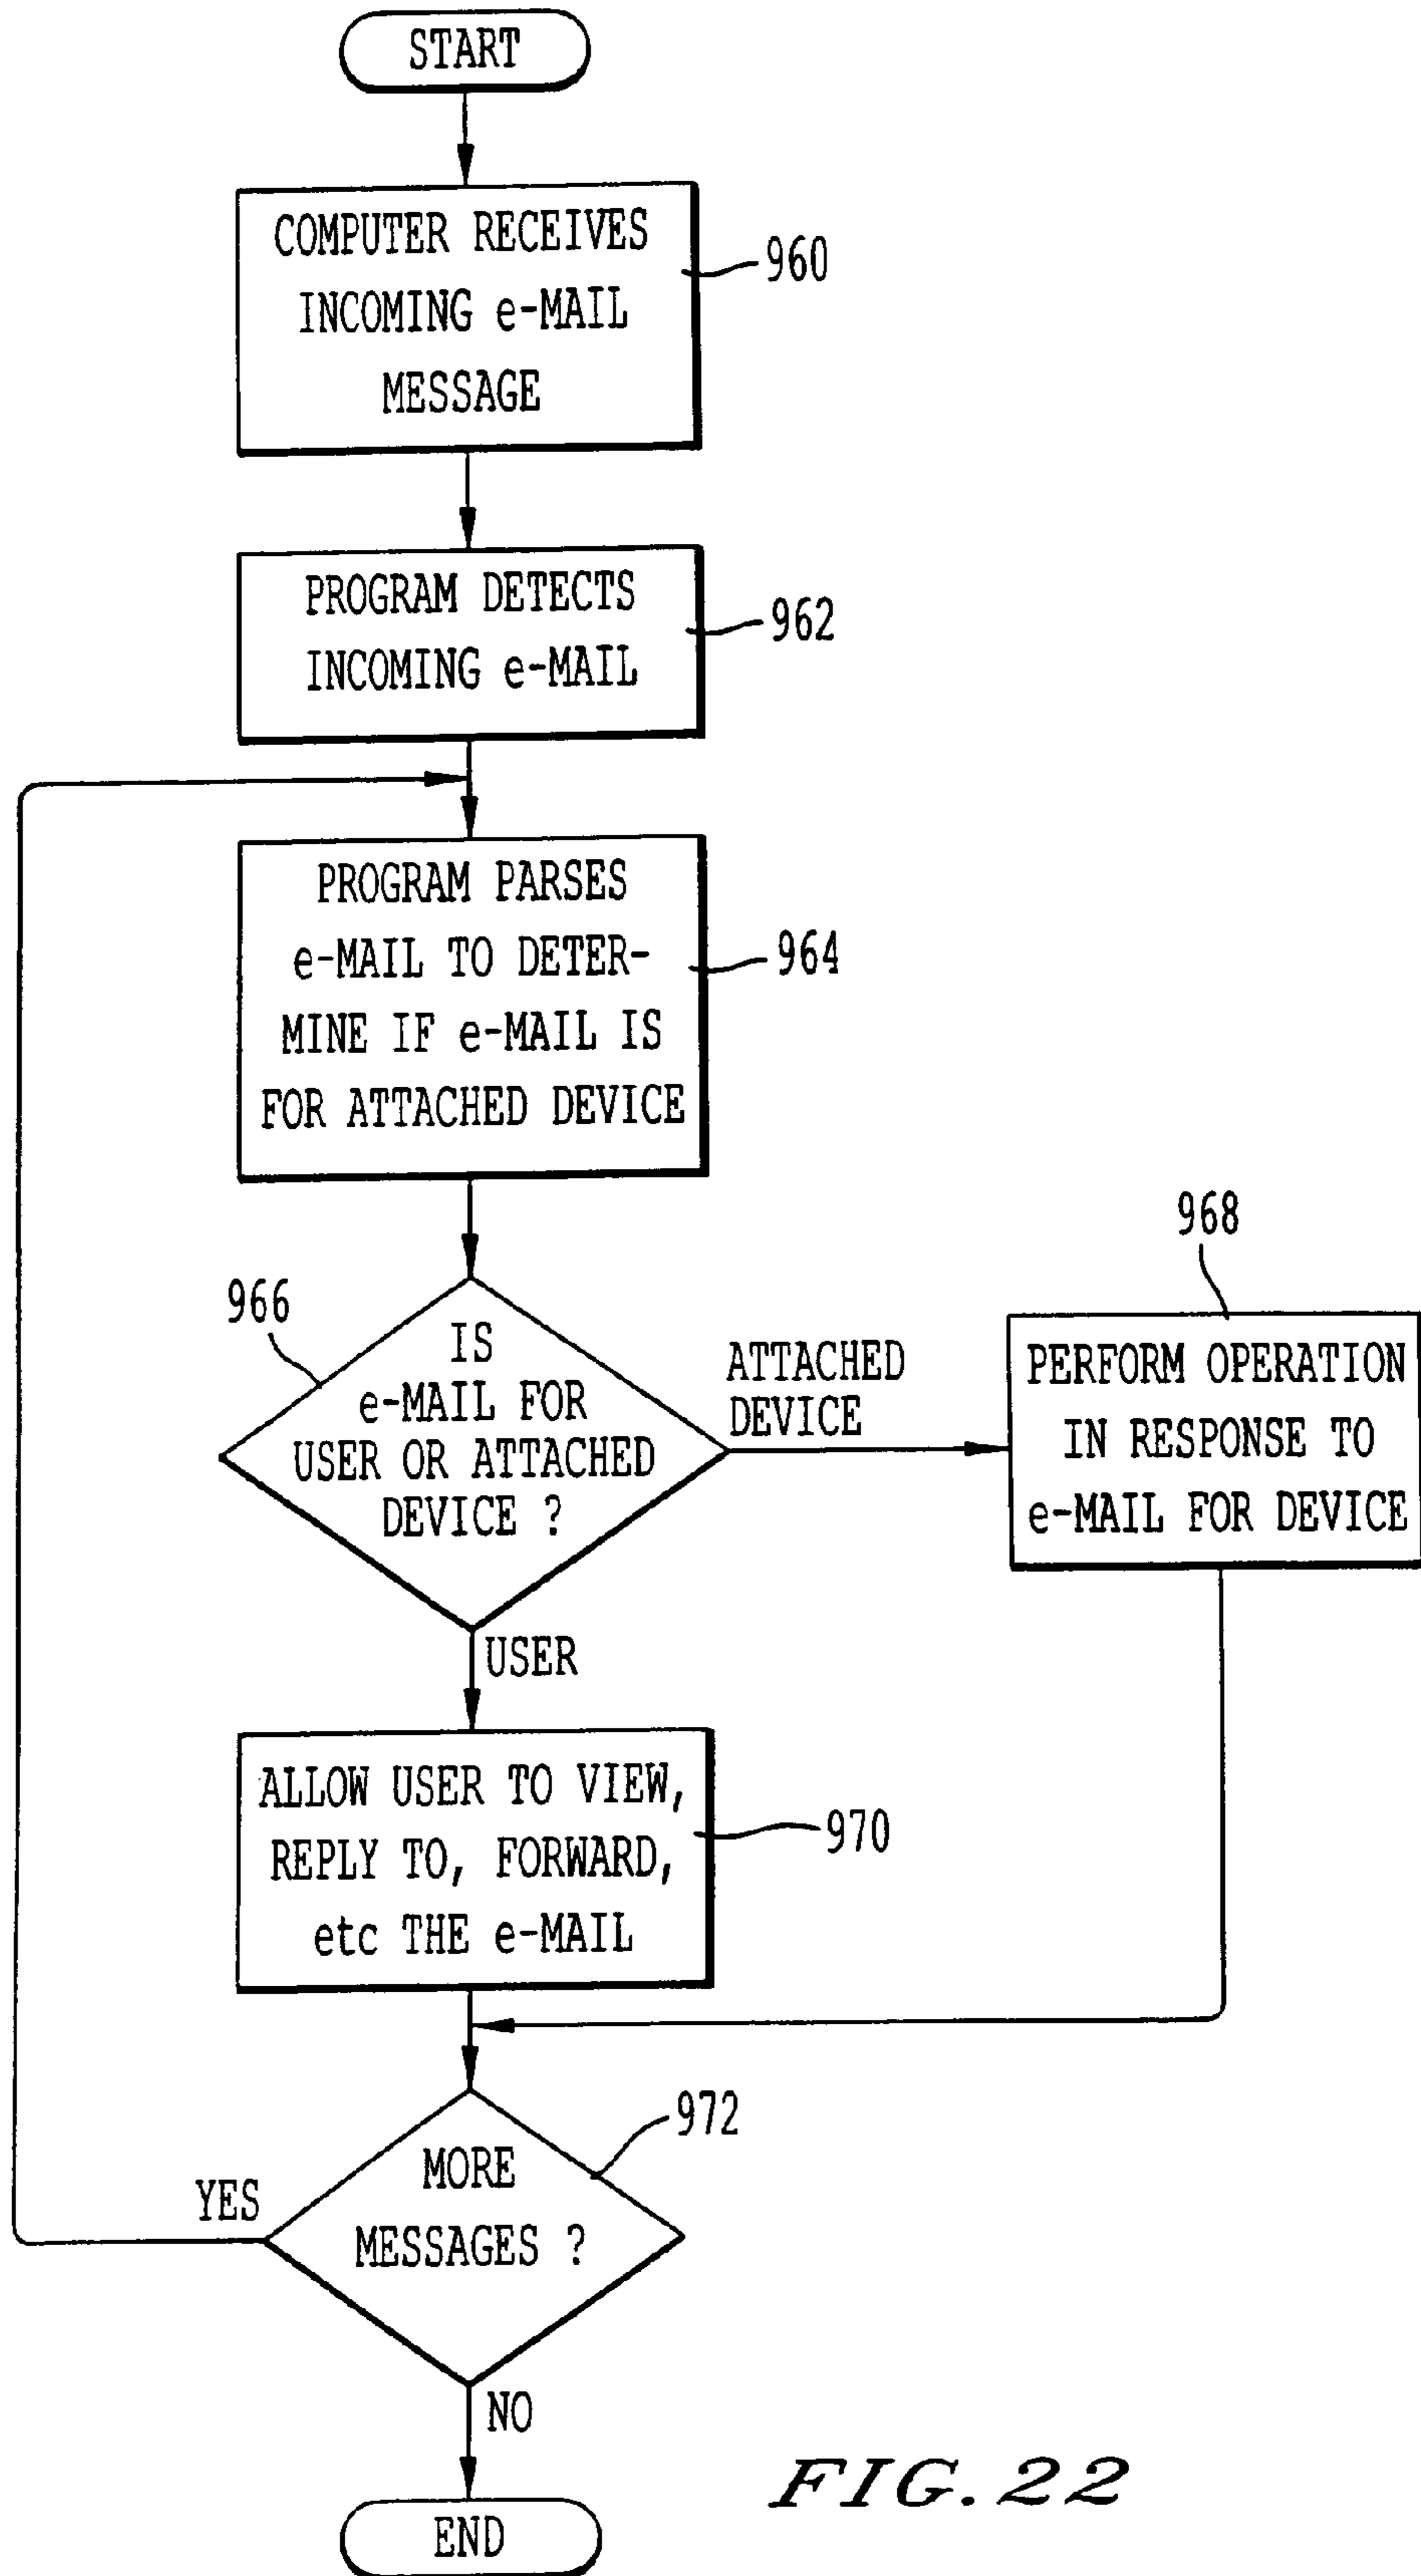 START
COMPUTER RECEIVES
INCOMING e-MAIL
MESSAGE
960
PROGRAM DETECTS
INCOMING e-MAIL
962
PROGRAM PARSES
e-MAIL TO DETER-
MINE IF e-MAIL IS
FOR ATTACHED DEVICE
964
966
IS
e-MAIL FOR
USER OR ATTACHED
DEVICE ?
ATTACHED
DEVICE
968
PERFORM OPERATION
IN RESPONSE TO
e-MAIL FOR DEVICE
USER
ALLOW USER TO VIEW,
REPLY TO, FORWARD,
etc THE e-MAIL
970
972
MORE
MESSAGES ?
YES
NO
END
FIG. 22